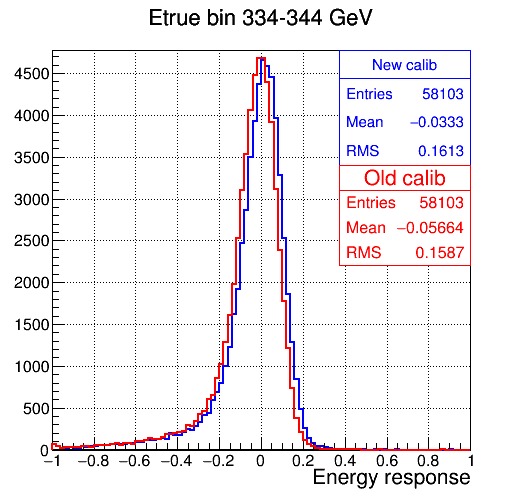 Etrue bin 334-344 GeV
New calib
Entries 58103
Mean −0.0333
RMS 0.1613
Old calib
Entries 58103
Mean −0.05664
RMS 0.1587
4500
4000
3500
3000
2500
2000
1500
1000
500
0
−1 −0.8 −0.6 −0.4 −0.2 0 0.2 0.4 0.6 0.8 1
Energy response